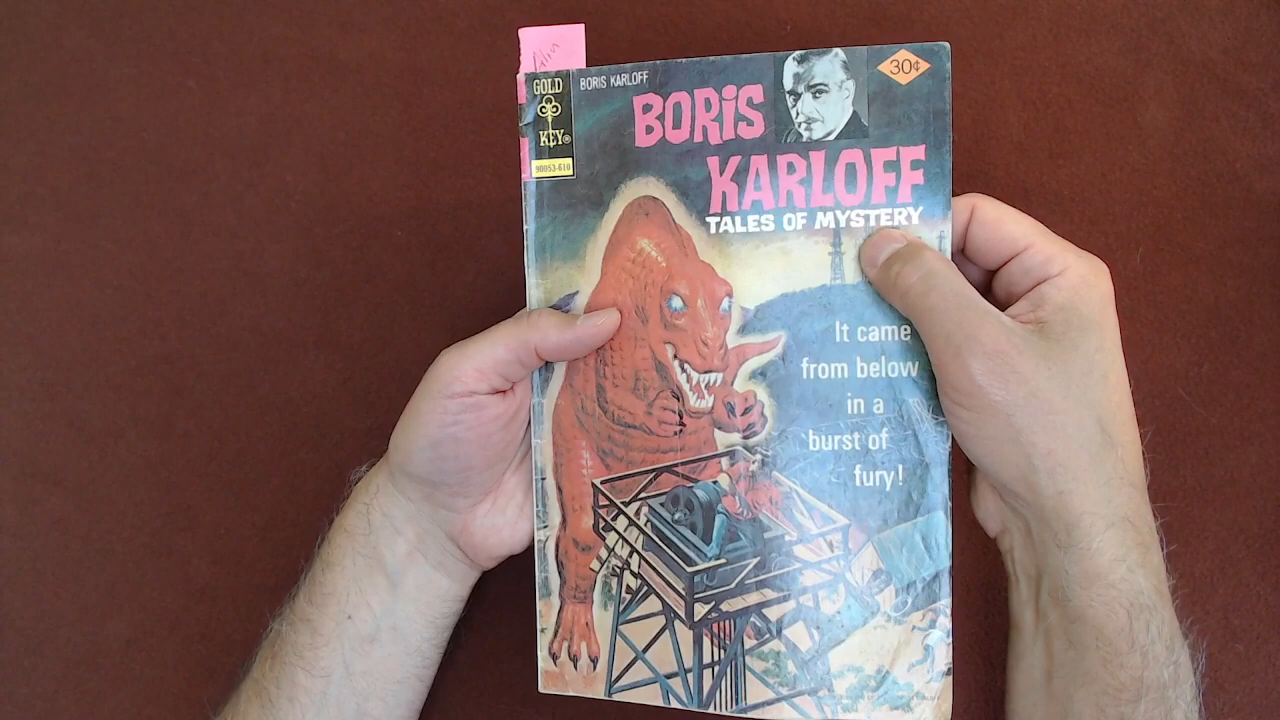 GOLD
KEY®
90053-610
BORIS KARLOFF
BORIS
KARLOFF
TALES OF MYSTERY
30¢
It came
from below
in a
burst of
fury!